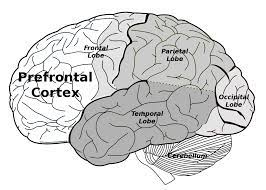 Frontal
Lobe
Parietal
Lobe
Prefrontal
Cortex
Occipital
Lobe
Temporal
Lobe
Cerebellum